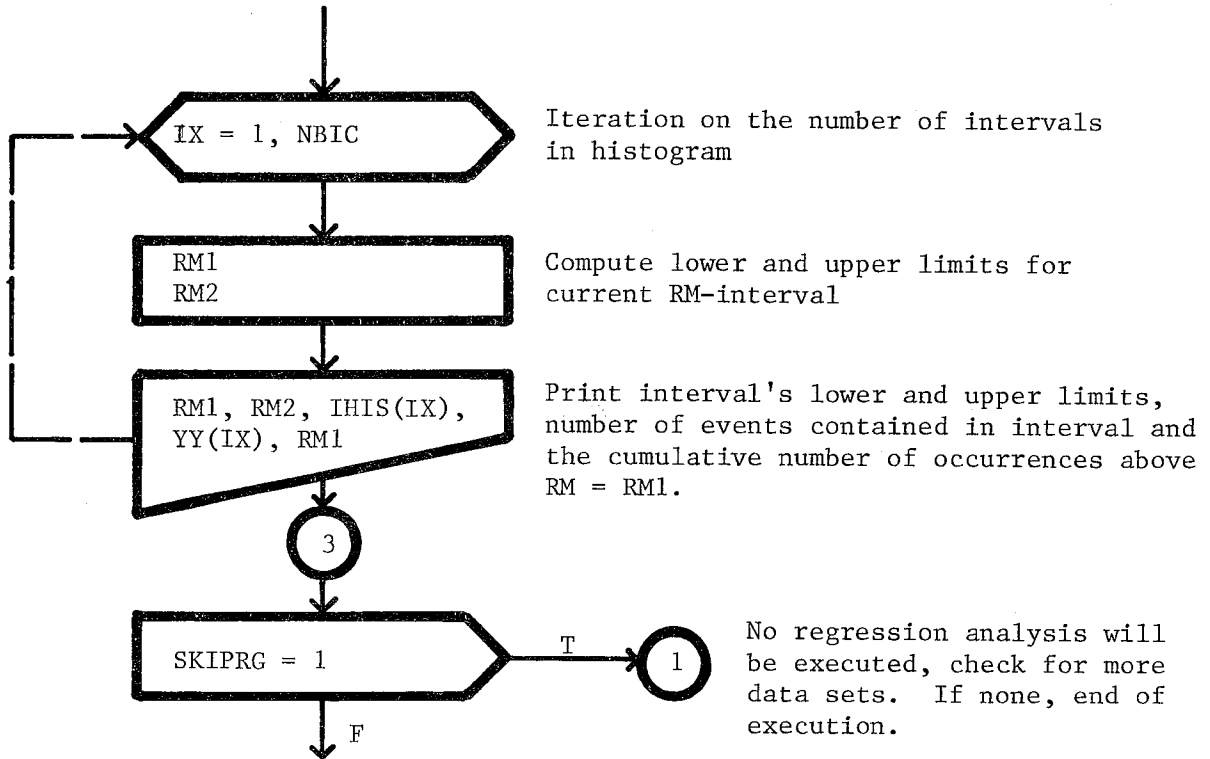 IX = 1, NBIC
Iteration on the number of intervals
in histogram
RM1
RM2
Compute lower and upper limits for
current RM-interval
RM1, RM2, IHIS(IX),
YY(IX), RM1
Print interval's lower and upper limits,
number of events contained in interval and
the cumulative number of occurrences above
RM = RM1.
3
SKIPRG = 1
T
1
No regression analysis will
be executed, check for more
data sets. If none, end of
execution.
F